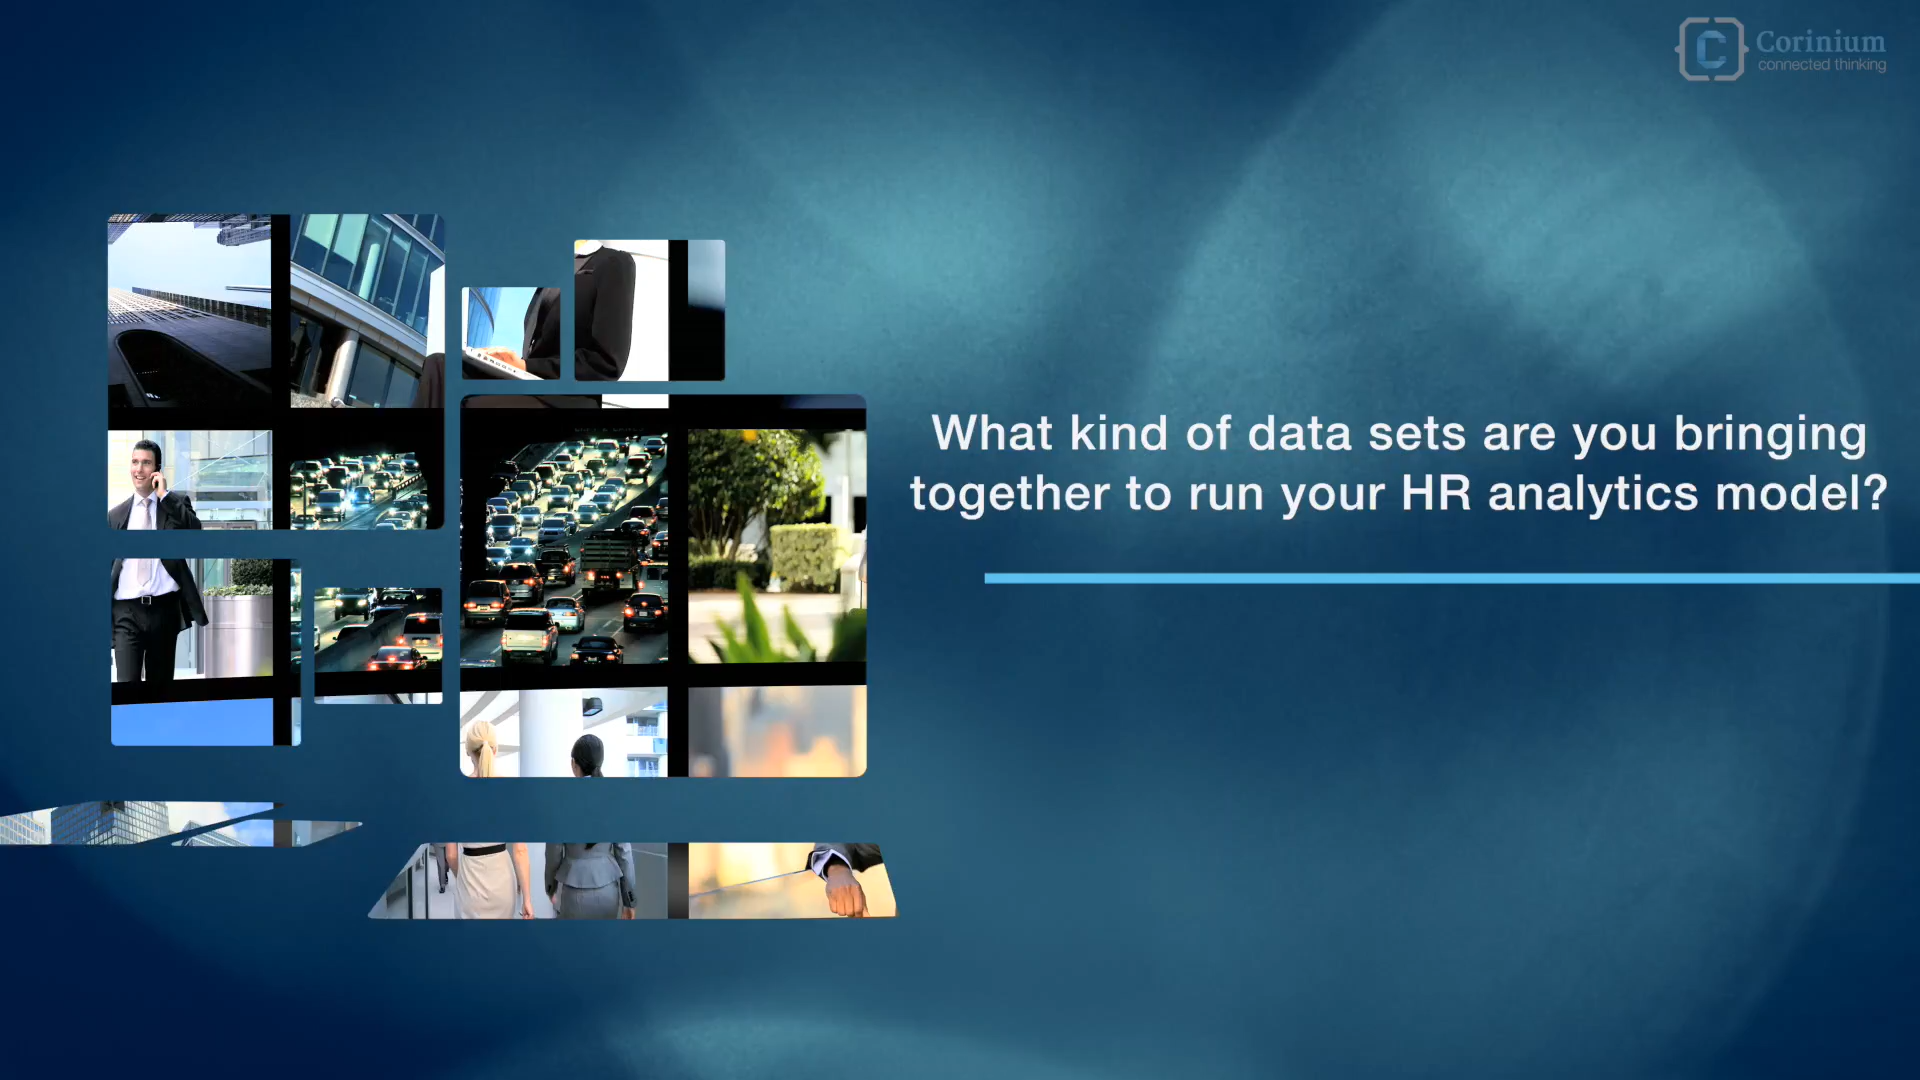 Corinium
connected thinking
What kind of data sets are you bringing
together to run your HR analytics model?